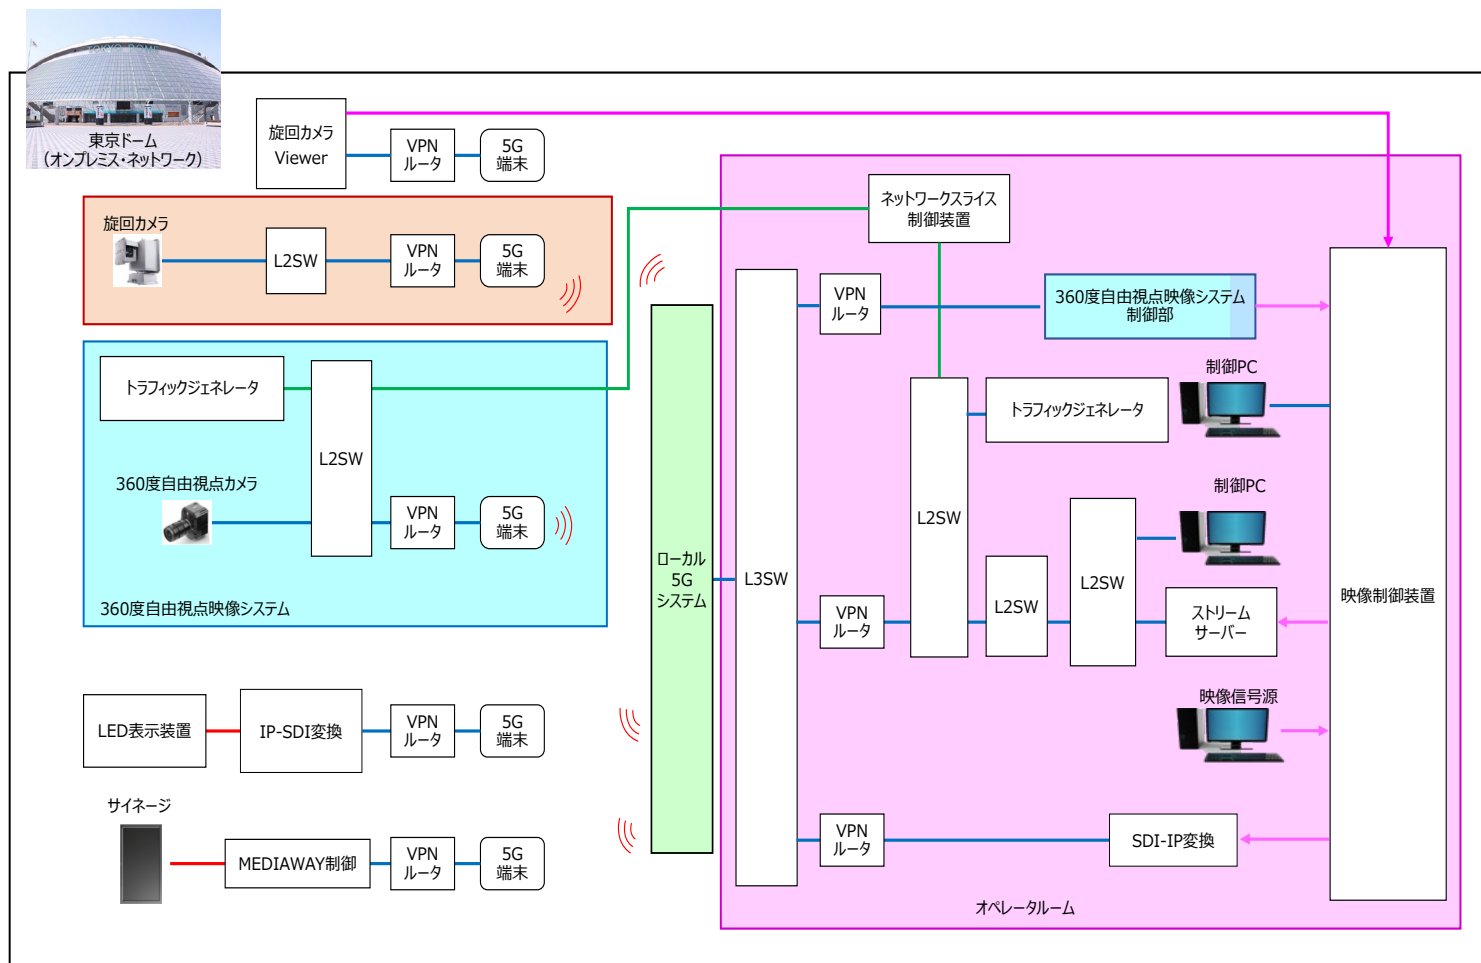 TOKYO DOME
東京ドーム
(オンプレミス・ネットワーク)
旋回カメラ
Viewer
VPN
ルータ
5G
端末
旋回カメラ
L2SW
VPN
ルータ
5G
端末
トラフィックジェネレータ
L2SW
360度自由視点カメラ
VPN
ルータ
5G
端末
360度自由視点映像システム
LED表示装置
IP-SDI変換
VPN
ルータ
5G
端末
サイネージ
MEDIAWAY制御
VPN
ルータ
5G
端末
ローカル
5G
システム
L3SW
ネットワークスライス
制御装置
VPN
ルータ
360度自由視点映像システム
制御部
制御PC
トラフィックジェネレータ
L2SW
制御PC
L2SW
L2SW
VPN
ルータ
ストリーム
サーバー
映像制御装置
映像信号源
VPN
ルータ
SDI-IP変換
オペレータルーム